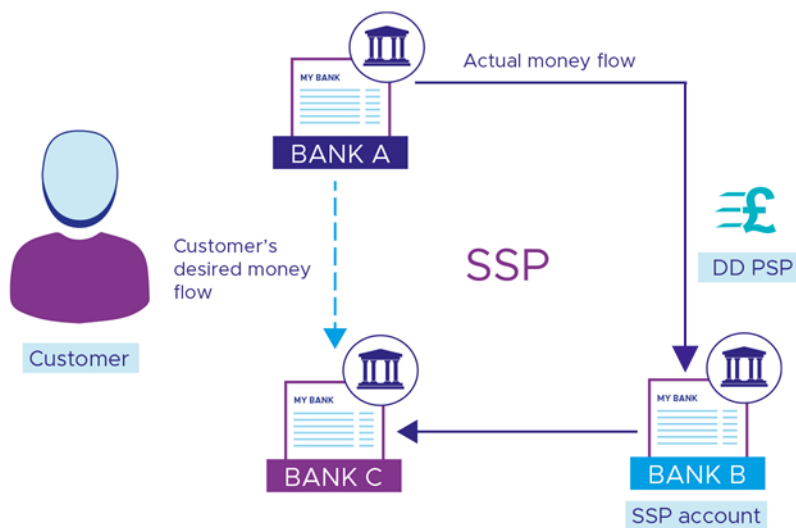 Actual money flow
MY BANK
BANK A
£
Customer's
desired money
flow
SSP
DD PSP
Customer
MY BANK
BANK C
MY BANK
BANK B
SSP account